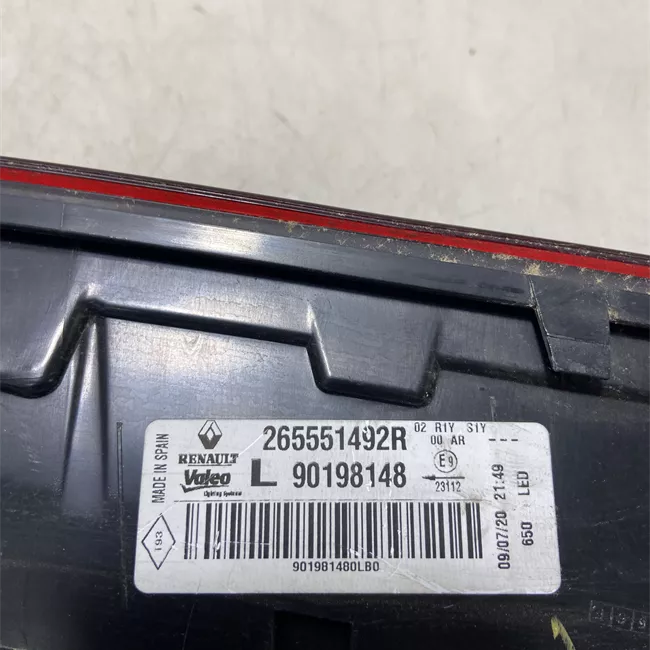 MADE IN SPAIN
193
RENAULT
Valeo
Lighting Systems
265551492R
L 90198148
02 R1Y S1Y
00 AR ---
E9
23112
901981480LB0
09/07/20 21:49
650 LED